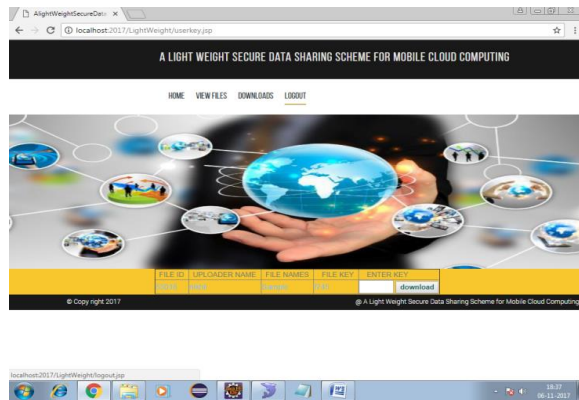 AlightWeightSecureData
localhost:2017/LightWeight/userkey.jsp
A LIGHT WEIGHT SECURE DATA SHARING SCHEME FOR MOBILE CLOUD COMPUTING
HOME VIEW FILES DOWNLOADS LOGOUT
FILE ID UPLOADER NAME FILE NAMES FILE KEY ENTER KEY
download
© Copy right 2017 @ A Light Weight Secure Data Sharing Scheme for Mobile Cloud Computing
localhost:2017/LightWeight/logout.jsp
18:37
06-11-2017